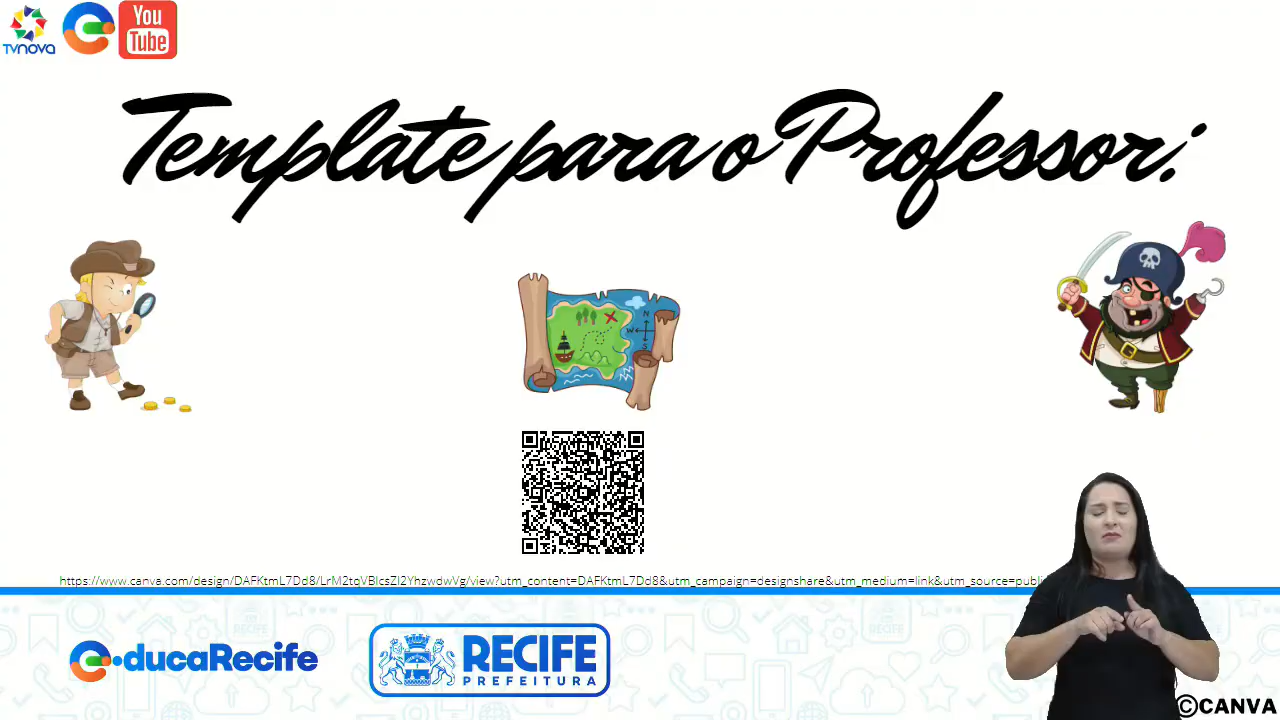 TVNOVA
You
Tube
Template para o Professor:
N
W
S
https://www.canva.com/design/DAFKtmL7Dd8/LrM2tqVBIcsZI2YhzwdwVg/view?utm_content=DAFKtmL7Dd8&utm_campaign=designshare&utm_medium=link&utm_source=publi
ducaRecife
RECIFE
PREFEITURA
©CANVA